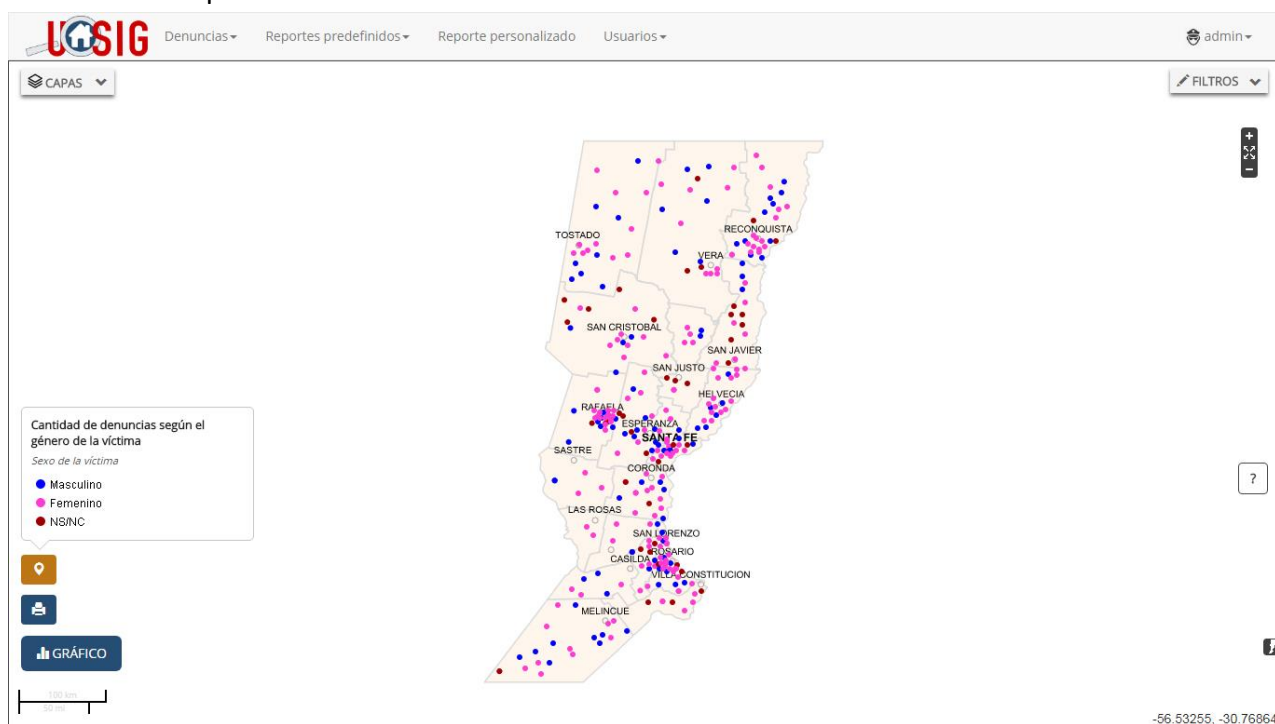 UOSIG
Denuncias
Reportes predefinidos
Reporte personalizado
Usuarios
admin
CAPAS
FILTROS
+
-
RECONQUISTA
TOSTADO
VERA
SAN CRISTOBAL
SAN JAVIER
SAN JUSTO
HELVECIA
RAFAELA
ESPERANZA
SANTA FE
SASTRE
CORONDA
LAS ROSAS
SAN LORENZO
ROSARIO
CASILDA
VILLA CONSTITUCION
MELINCUE
Cantidad de denuncias según el
género de la víctima
Sexo de la víctima
Masculino
Femenino
NS/NC
?
GRÁFICO
100 km
50 mi
-56.53255, -30.76864